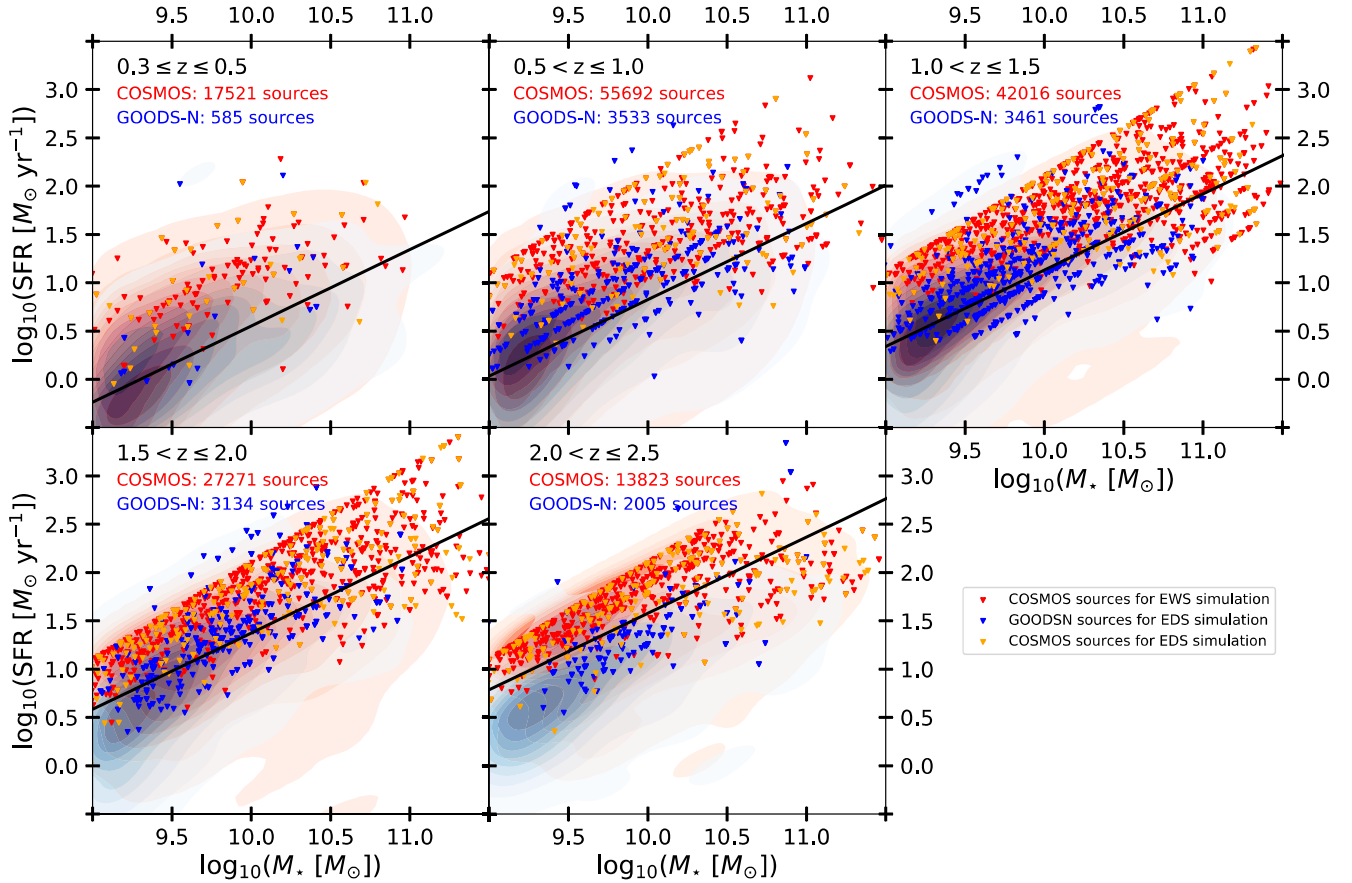 9.5 10.0 10.5 11.0 9.5 10.0 10.5 11.0 9.5 10.0 10.5 11.0
0.3 ≤ z ≤ 0.5
COSMOS: 17521 sources
GOODS-N: 585 sources
0.5 < z ≤ 1.0
COSMOS: 55692 sources
GOODS-N: 3533 sources
1.0 < z ≤ 1.5
COSMOS: 42016 sources
GOODS-N: 3461 sources
3.0
2.5
2.0
1.5
1.0
0.5
0.0
log₁₀(SFR [M⊙ yr⁻¹]
3.0
2.5
2.0
1.5
1.0
0.5
0.0
9.5 10.0 10.5 11.0
log₁₀(M⋆ [M⊙])
1.5 < z ≤ 2.0
COSMOS: 27271 sources
GOODS-N: 3134 sources
2.0 < z ≤ 2.5
COSMOS: 13823 sources
GOODS-N: 2005 sources
3.0
2.5
2.0
1.5
1.0
0.5
0.0
log₁₀(SFR [M⊙ yr⁻¹]
3.0
2.5
2.0
1.5
1.0
0.5
0.0
COSMOS sources for EWS simulation
GOODSN sources for EDS simulation
COSMOS sources for EDS simulation
9.5 10.0 10.5 11.0 9.5 10.0 10.5 11.0
log₁₀(M⋆ [M⊙]) log₁₀(M⋆ [M⊙])